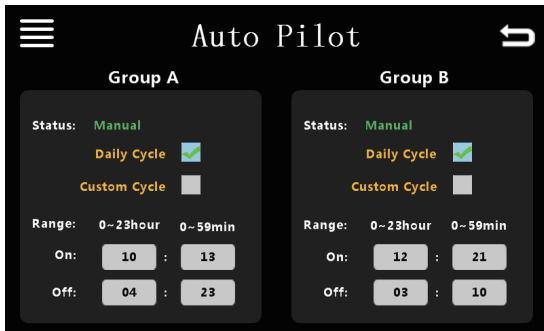 Auto Pilot
Group A
Status: Manual
Daily Cycle
Custom Cycle
Range: 0~23hour 0~59min
On: 10 : 13
Off: 04 : 23
Group B
Status: Manual
Daily Cycle
Custom Cycle
Range: 0~23hour 0~59min
On: 12 : 21
Off: 03 : 10